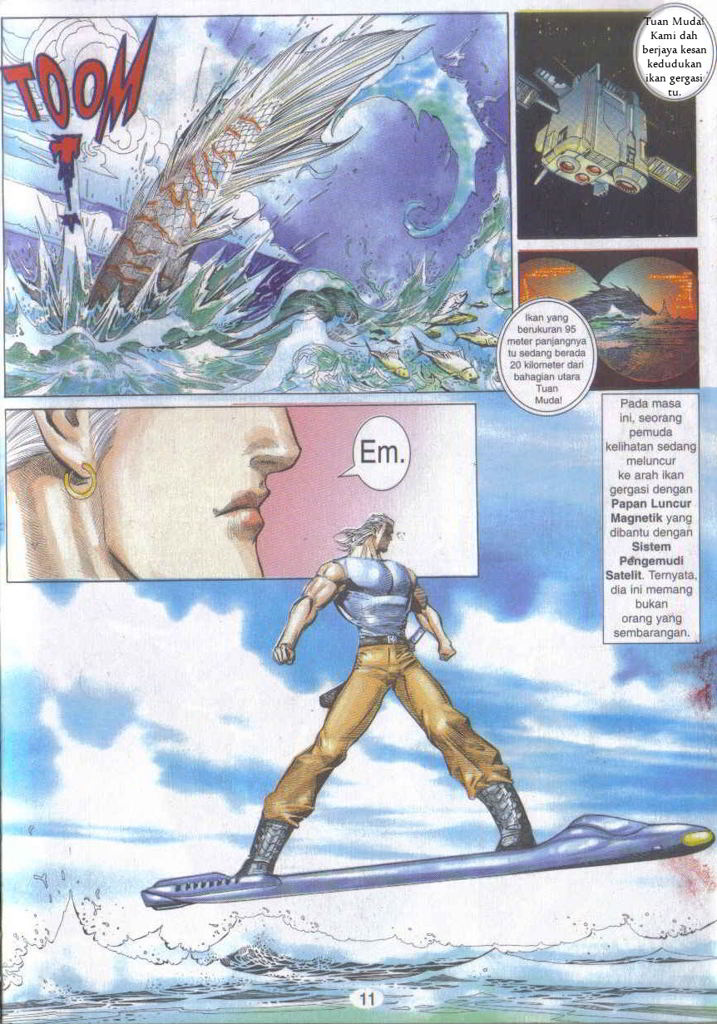 TOOM
Tuan Muda!
Kami dah
berjaya kesan
kedudukan
ikan gergasi
tu.
Ikan yang
berukuran 95
meter panjangnya
tu sedang berada
20 kilometer dari
bahagian utara
Tuan
Muda!
Em.
Pada masa
ini, seorang
pemuda
kelihatan sedang
meluncur
ke arah ikan
gergasi dengan
Papan Luncur
Magnetik yang
dibantu dengan
Sistem
Pengemudi
Satelit. Ternyata,
dia ini memang
bukan
orang yang
sembarangan.
11